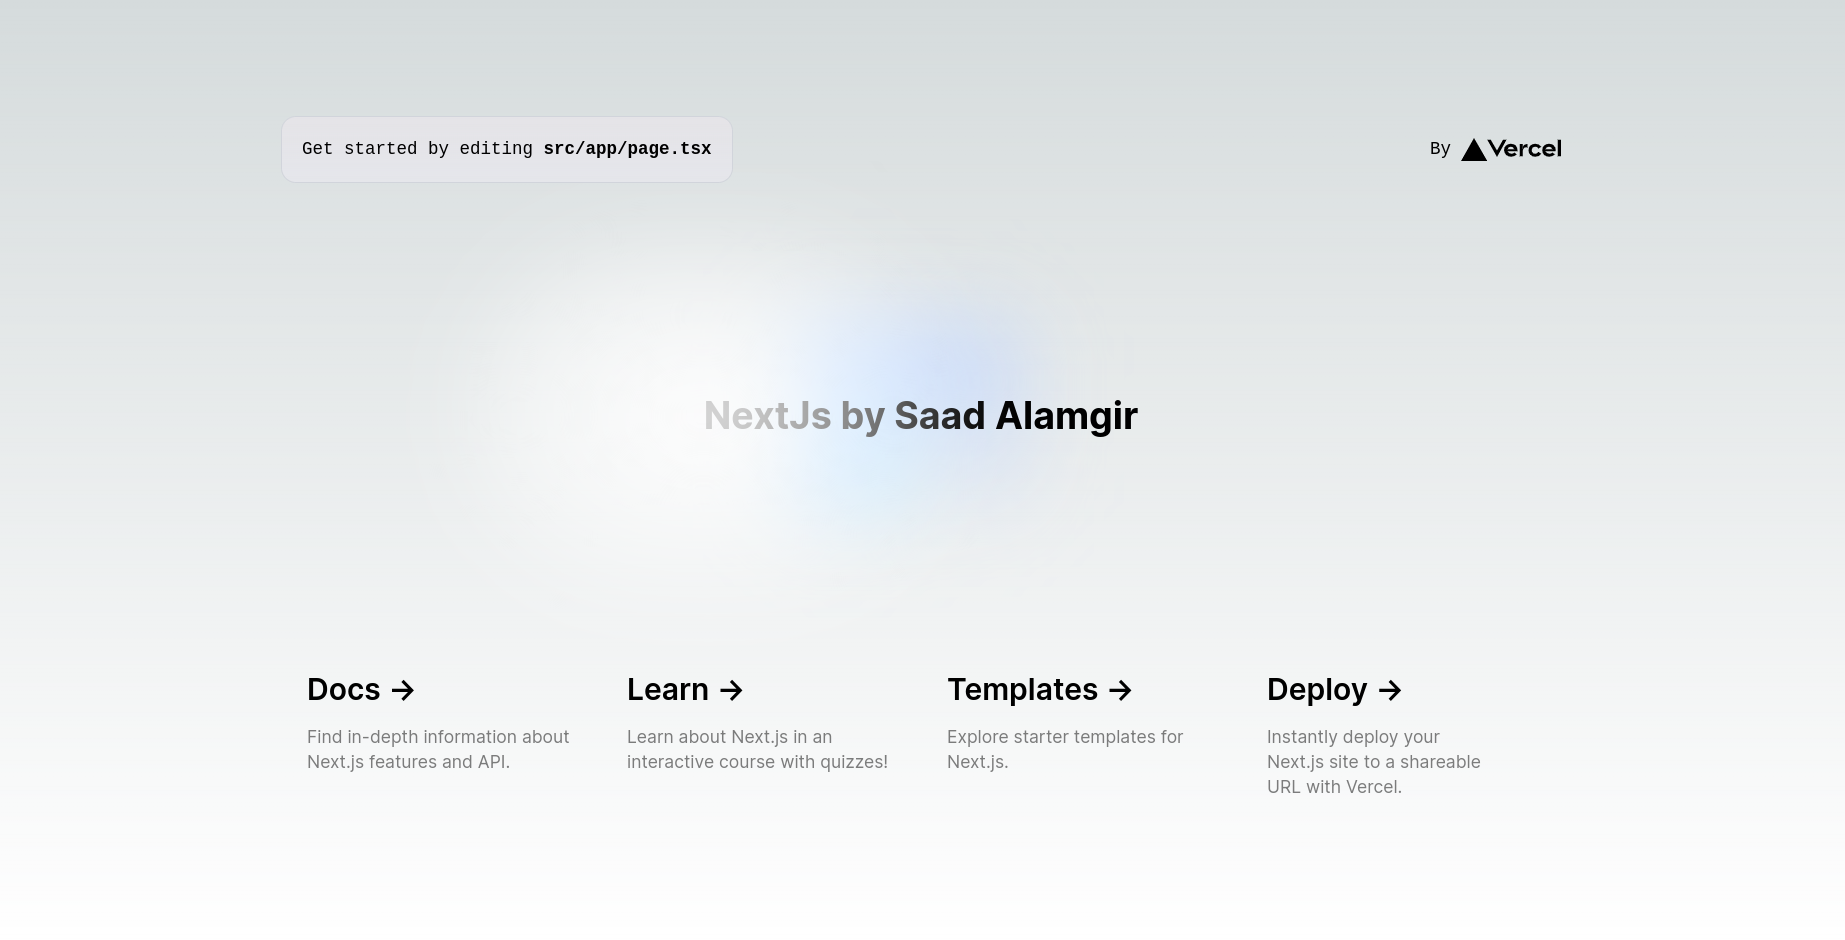 Get started by editing src/app/page.tsx
By Vercel
NextJs by Saad Alamgir
Docs →
Find in-depth information about
Next.js features and API.
Learn →
Learn about Next.js in an
interactive course with quizzes!
Templates →
Explore starter templates for
Next.js.
Deploy →
Instantly deploy your
Next.js site to a shareable
URL with Vercel.